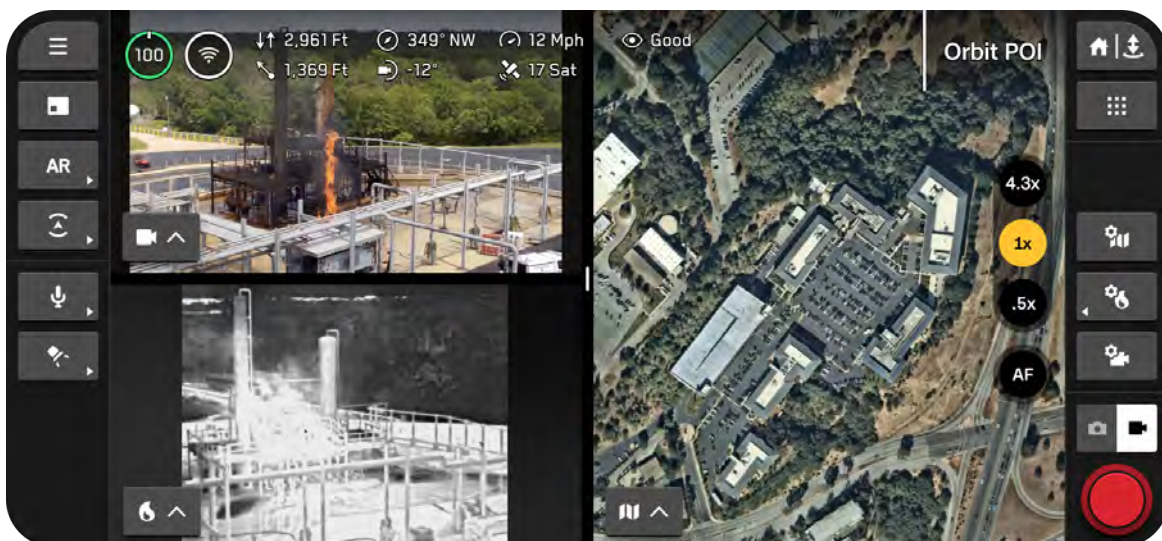 100
2,961 Ft
349° NW
12 Mph
1,369 Ft
-12°
17 Sat
Good
Orbit POI
AR
4.3x
1x
.5x
AF